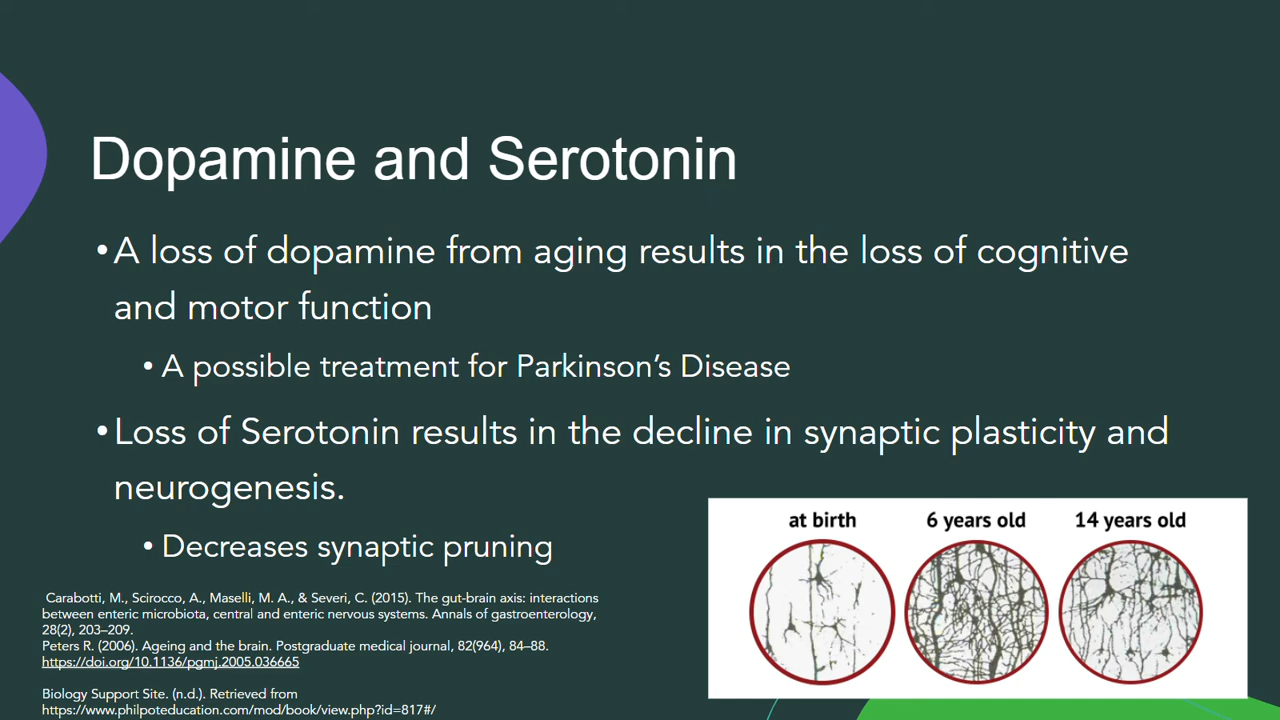 Dopamine and Serotonin
•A loss of dopamine from aging results in the loss of cognitive
and motor function
• A possible treatment for Parkinson’s Disease
•Loss of Serotonin results in the decline in synaptic plasticity and
neurogenesis.
• Decreases synaptic pruning
at birth 6 years old 14 years old
Carabotti, M., Scirocco, A., Maselli, M. A., & Severi, C. (2015). The gut-brain axis: interactions
between enteric microbiota, central and enteric nervous systems. Annals of gastroenterology,
28(2), 203–209.
Peters R. (2006). Ageing and the brain. Postgraduate medical journal, 82(964), 84–88.
https://doi.org/10.1136/pgmj.2005.036665
Biology Support Site. (n.d.). Retrieved from
https://www.philpoteducation.com/mod/book/view.php?id=817#/